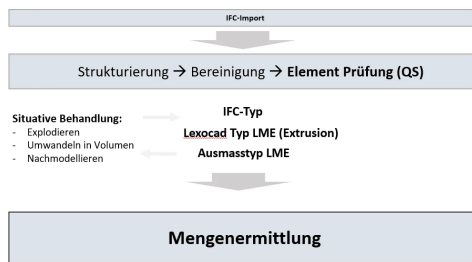 IFC-Import
Strukturierung → Bereinigung → Element Prüfung (QS)
Situative Behandlung:
- Explodieren
- Umwandeln in Volumen
- Nachmodellieren
IFC-Typ
Lexocad Typ LME (Extrusion)
Ausmasstyp LME
Mengenermittlung